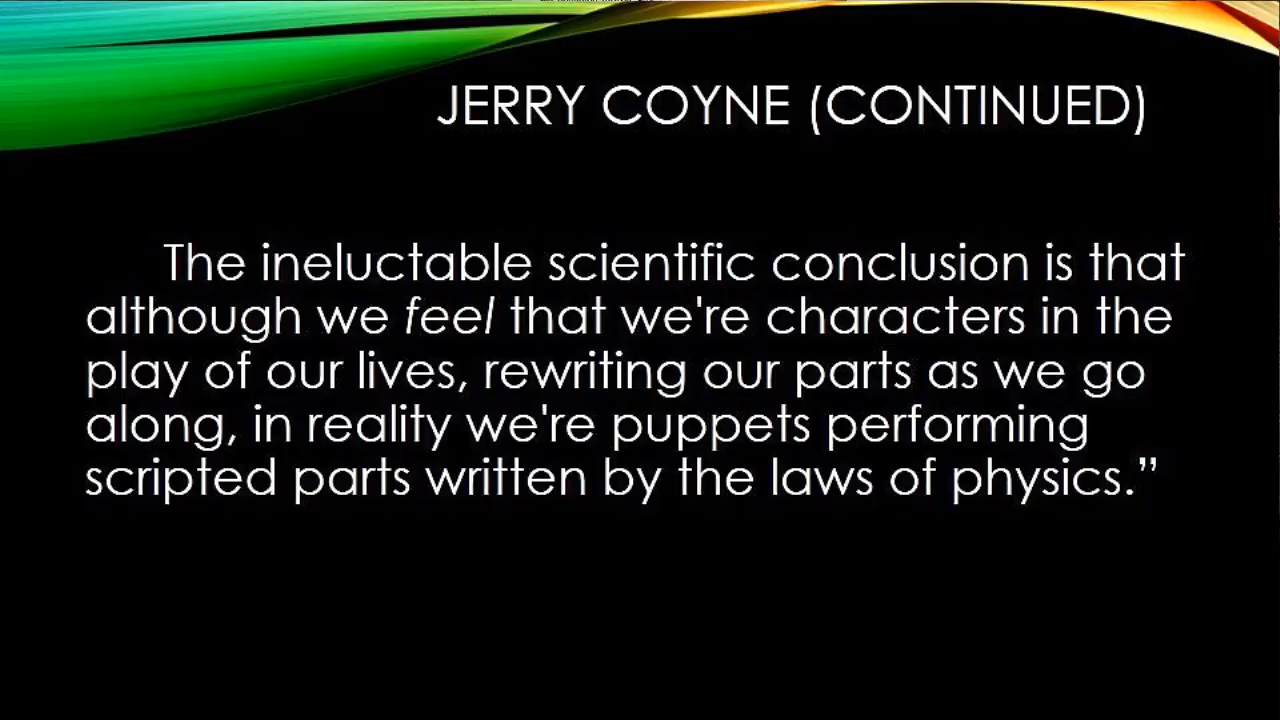 JERRY COYNE (CONTINUED)
The ineluctable scientific conclusion is that
although we feel that we're characters in the
play of our lives, rewriting our parts as we go
along, in reality we're puppets performing
scripted parts written by the laws of physics.”